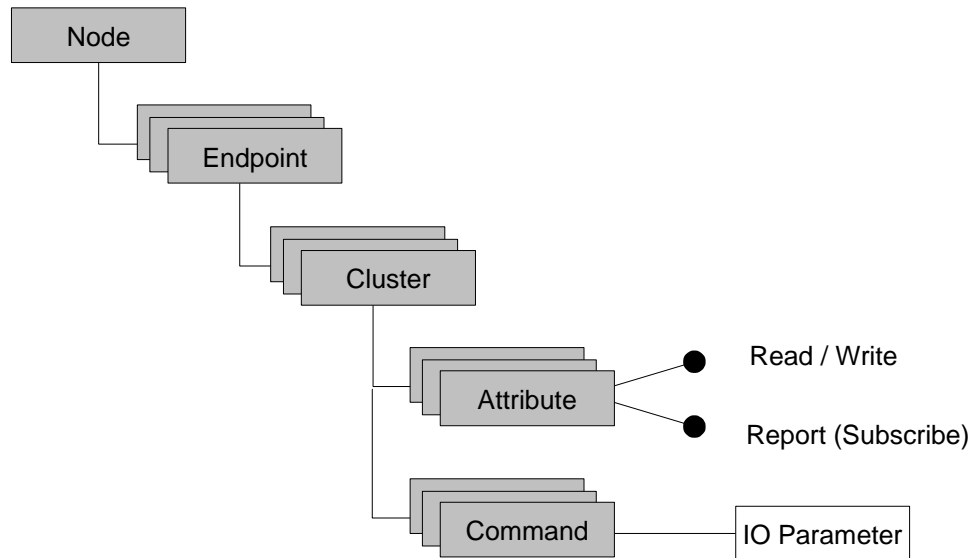 Node
Endpoint
Cluster
Read / Write
Attribute
Report (Subscribe)
Command
IO Parameter